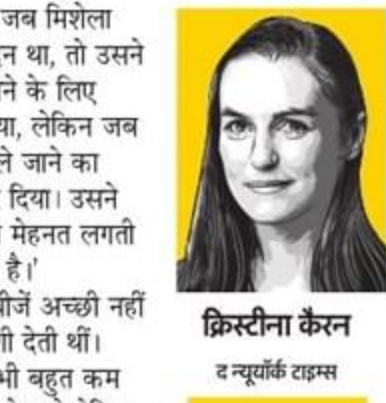 जब मिशेला
था, तो उसने
के लिए
लेकिन जब
ले जाने का
दिया। उसने
मेहनत लगती
है।'
अच्छी नहीं
देती थीं।
भी बहुत कम
क्रिस्टीना कैरन
द न्यूयॉर्क टाइम्स